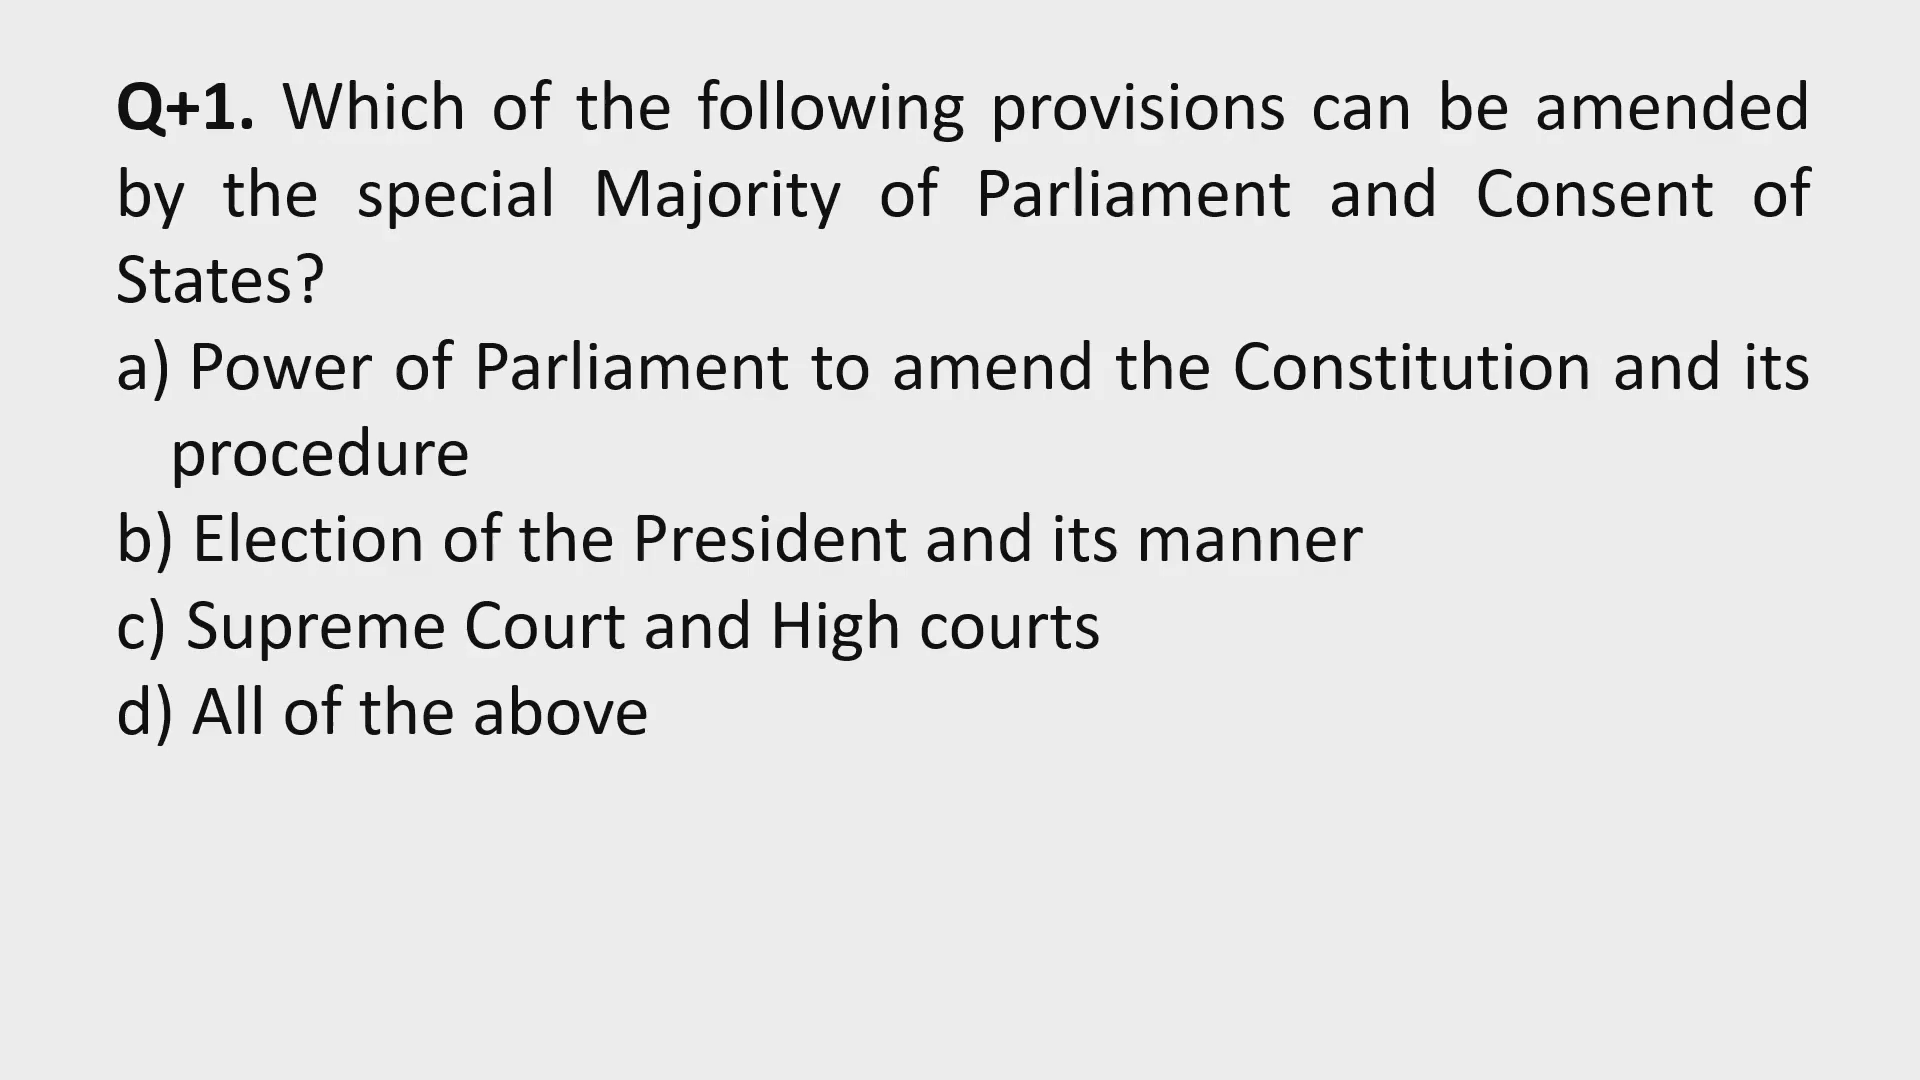 Q+1. Which of the following provisions can be amended
by the special Majority of Parliament and Consent of
States?
a) Power of Parliament to amend the Constitution and its
procedure
b) Election of the President and its manner
c) Supreme Court and High courts
d) All of the above